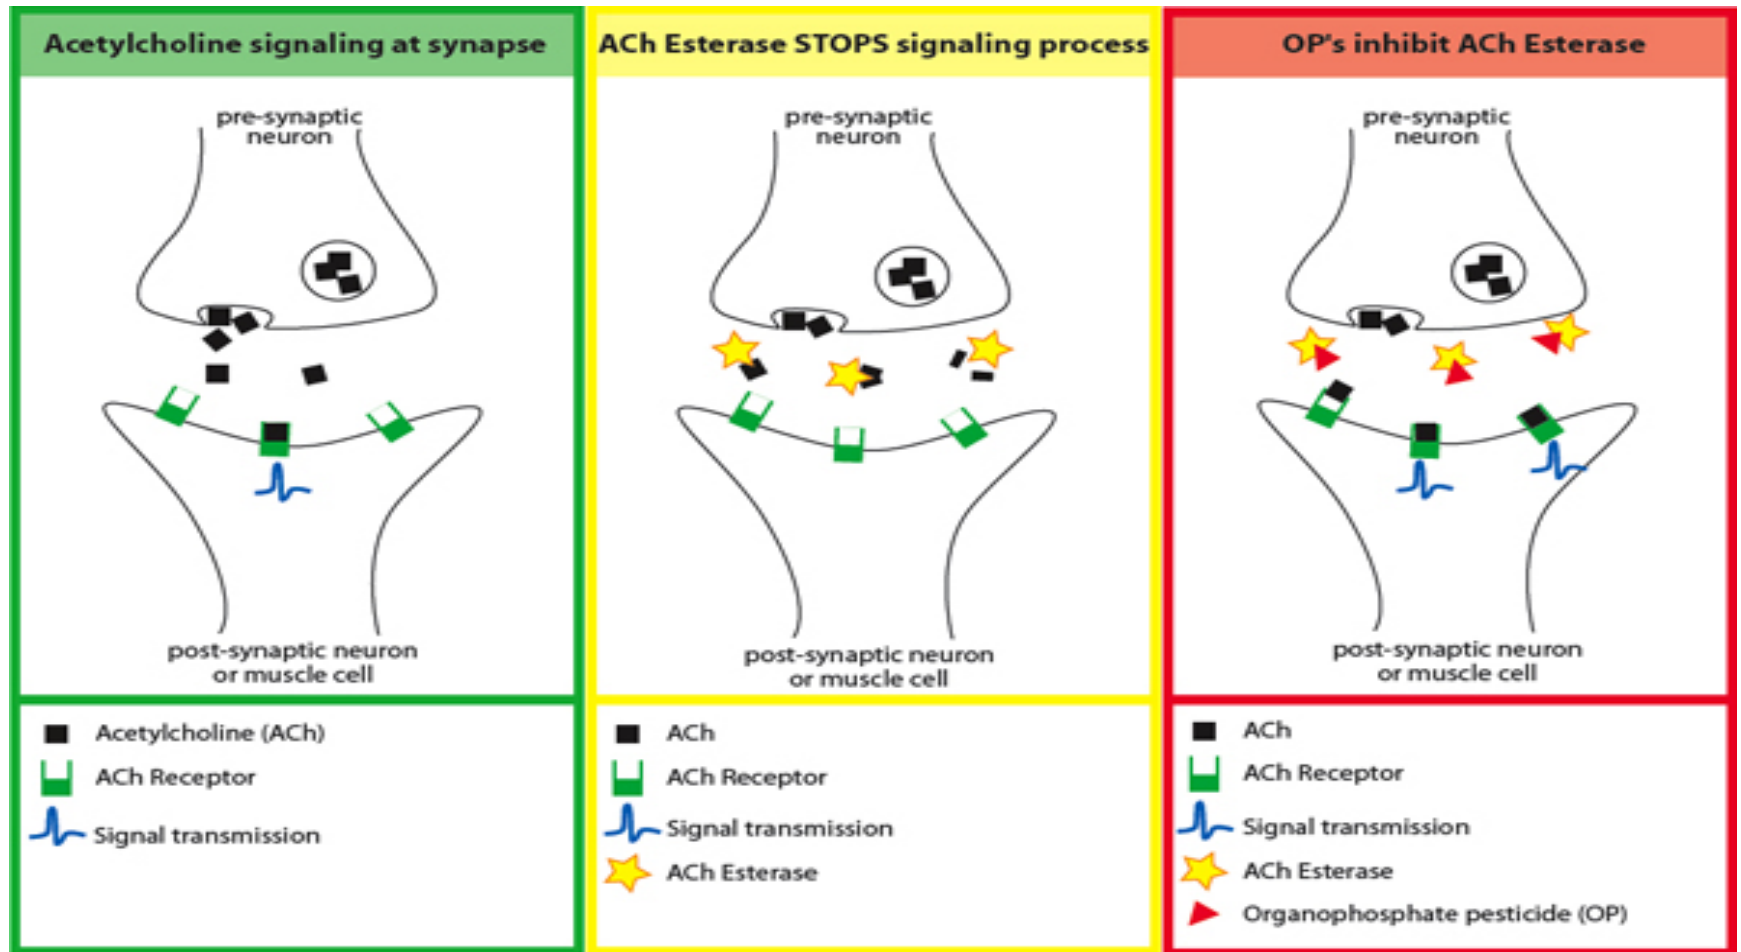 Acetylcholine signaling at synapse
pre-synaptic
neuron
post-synaptic neuron
or muscle cell
Acetylcholine (ACh)
ACh Receptor
Signal transmission
ACh Esterase STOPS signaling process
pre-synaptic
neuron
post-synaptic neuron
or muscle cell
ACh
ACh Receptor
Signal transmission
ACh Esterase
OP's inhibit ACh Esterase
pre-synaptic
neuron
post-synaptic neuron
or muscle cell
ACh
ACh Receptor
Signal transmission
ACh Esterase
Organophosphate pesticide (OP)